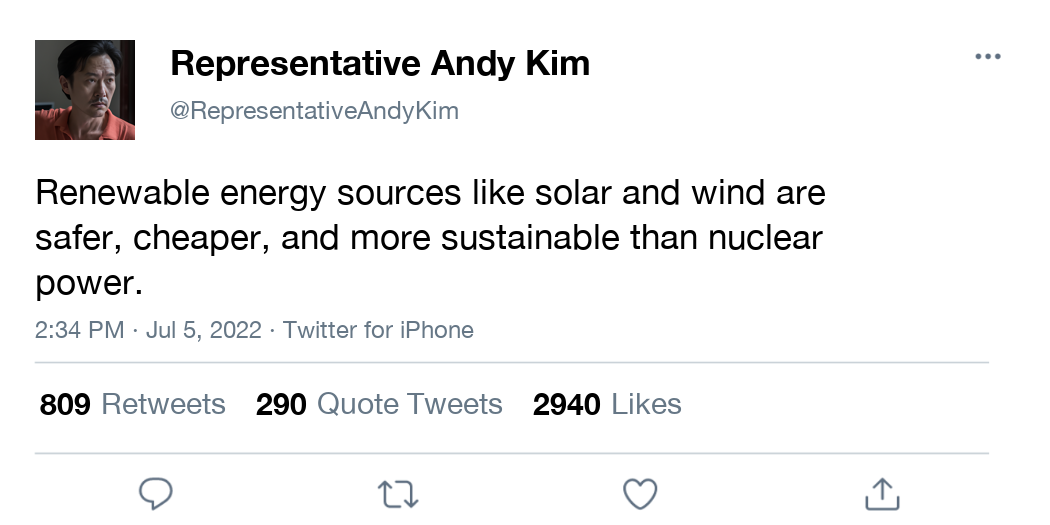 Representative Andy Kim
@RepresentativeAndyKim
Renewable energy sources like solar and wind are
safer, cheaper, and more sustainable than nuclear
power.
2:34 PM · Jul 5, 2022 · Twitter for iPhone
809 Retweets 290 Quote Tweets 2940 Likes